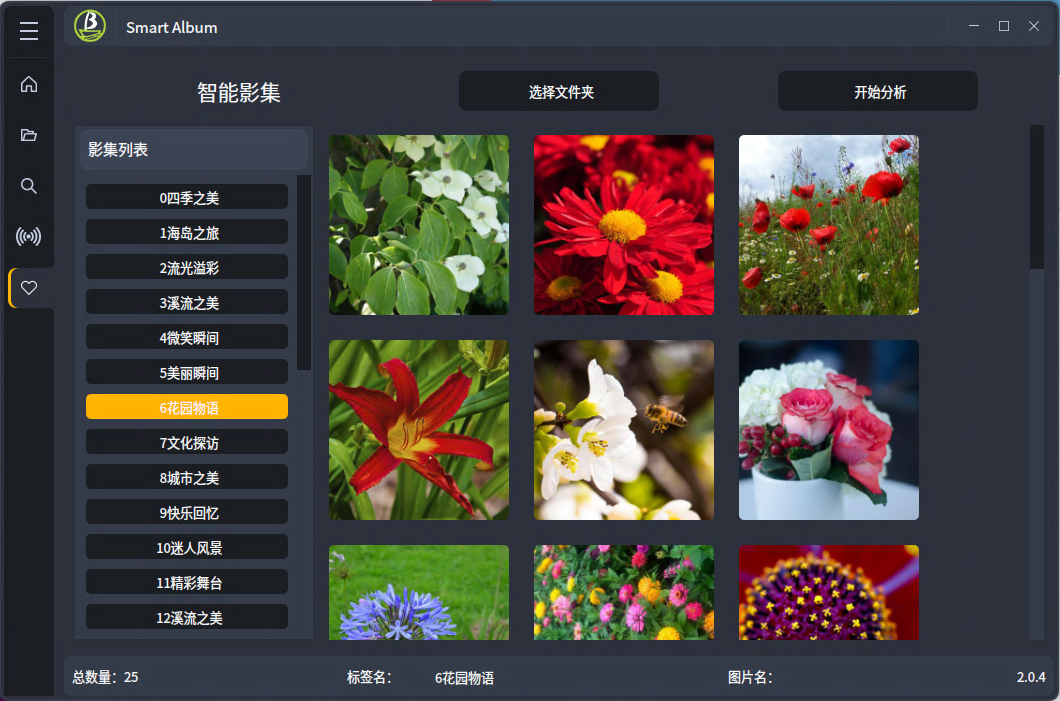 Smart Album
智能影集
选择文件夹
开始分析
影集列表
0四季之美
1海岛之旅
2流光溢彩
3溪流之美
4微笑瞬间
5美丽瞬间
6花园物语
7文化探访
8城市之美
9快乐回忆
10迷人风景
11精彩舞台
12溪流之美
总数量：25
标签名：
6花园物语
图片名：
2.0.4